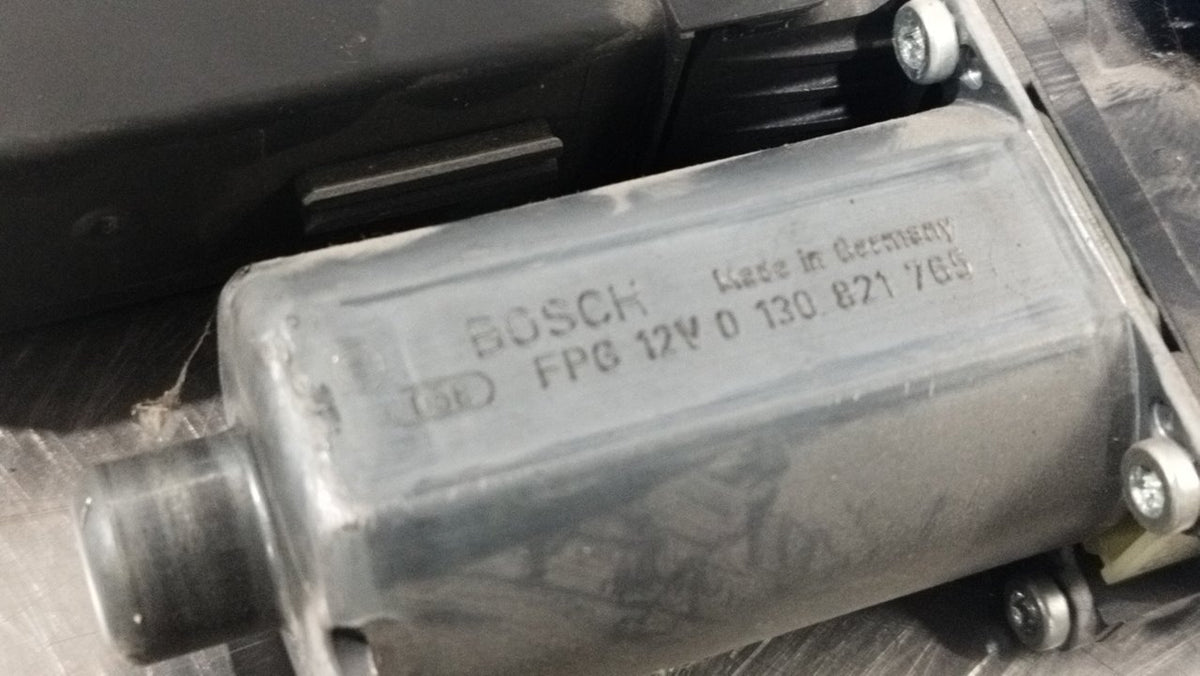 BOSCH Made in Germany
FPG 12V 0 130 821 765